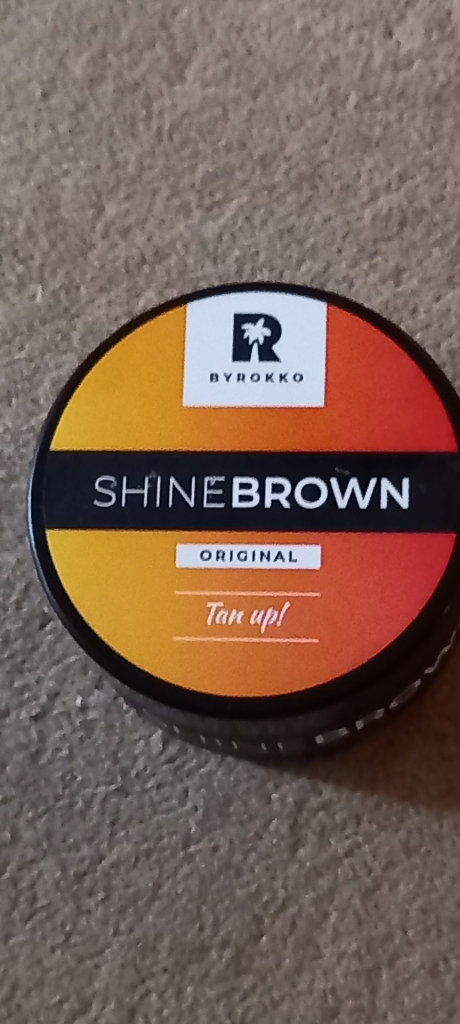 R
BYROKKO
SHINEBROWN
ORIGINAL
Tan up!